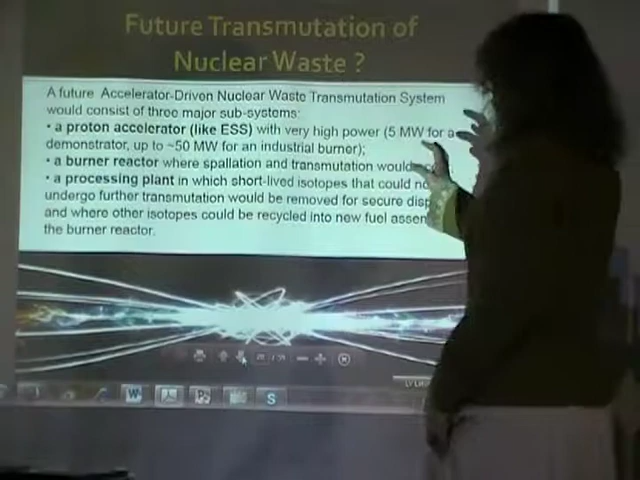 Future Transmutation of
Nuclear Waste ?
A future Accelerator-Driven Nuclear Waste Transmutation System
would consist of three major sub-systems:
• a proton accelerator (like ESS) with very high power (5 MW for a
demonstrator, up to ~50 MW for an industrial burner);
• a burner reactor where spallation and transmutation would
• a processing plant in which short-lived isotopes that could no
undergo further transmutation would be removed for secure disp
and where other isotopes could be recycled into new fuel assem
the burner reactor.
W
S